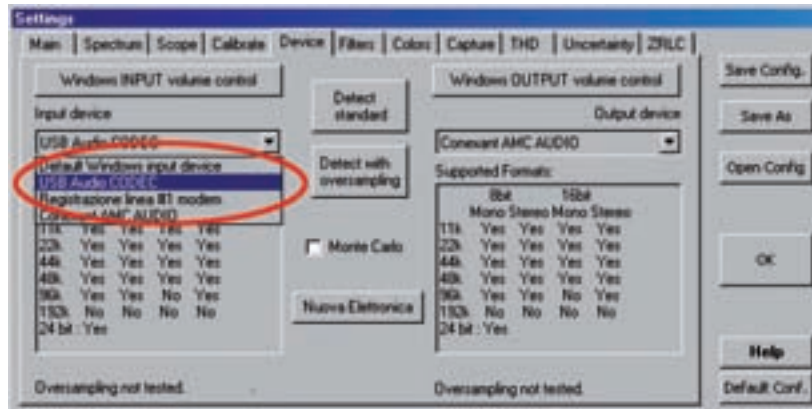 Settings
Main Spectrum Scope Calibrate Device Filters Colors Capture THD Uncertainty ZRLC
Windows INPUT volume control
Input device
USB Audio CODEC
Default Windows input device
USB Audio CODEC
Registrazione linea #1 modem
Conexant AMC AUDIO
11k Yes Yes Yes Yes
22k Yes Yes Yes Yes
44k Yes Yes Yes Yes
48k Yes Yes Yes Yes
96k Yes Yes No Yes
192k No No No No
24 bit : Yes
Oversampling not tested.
Detect standard
Detect with oversampling
Monte Carlo
Nuova Elettronica
Windows OUTPUT volume control
Output device
Conexant AMC AUDIO
Supported Formats:
8bit 16bit
Mono Stereo Mono Stereo
11k Yes Yes Yes Yes
22k Yes Yes Yes Yes
44k Yes Yes Yes Yes
48k Yes Yes Yes Yes
96k Yes Yes No Yes
192k No No No No
24 bit : Yes
Oversampling not tested.
Save Config.
Save As
Open Config
OK
Help
Default Conf.